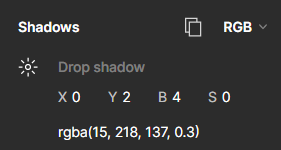 Shadows RGB
Drop shadow
X 0 Y 2 B 4 S 0
rgba(15, 218, 137, 0.3)